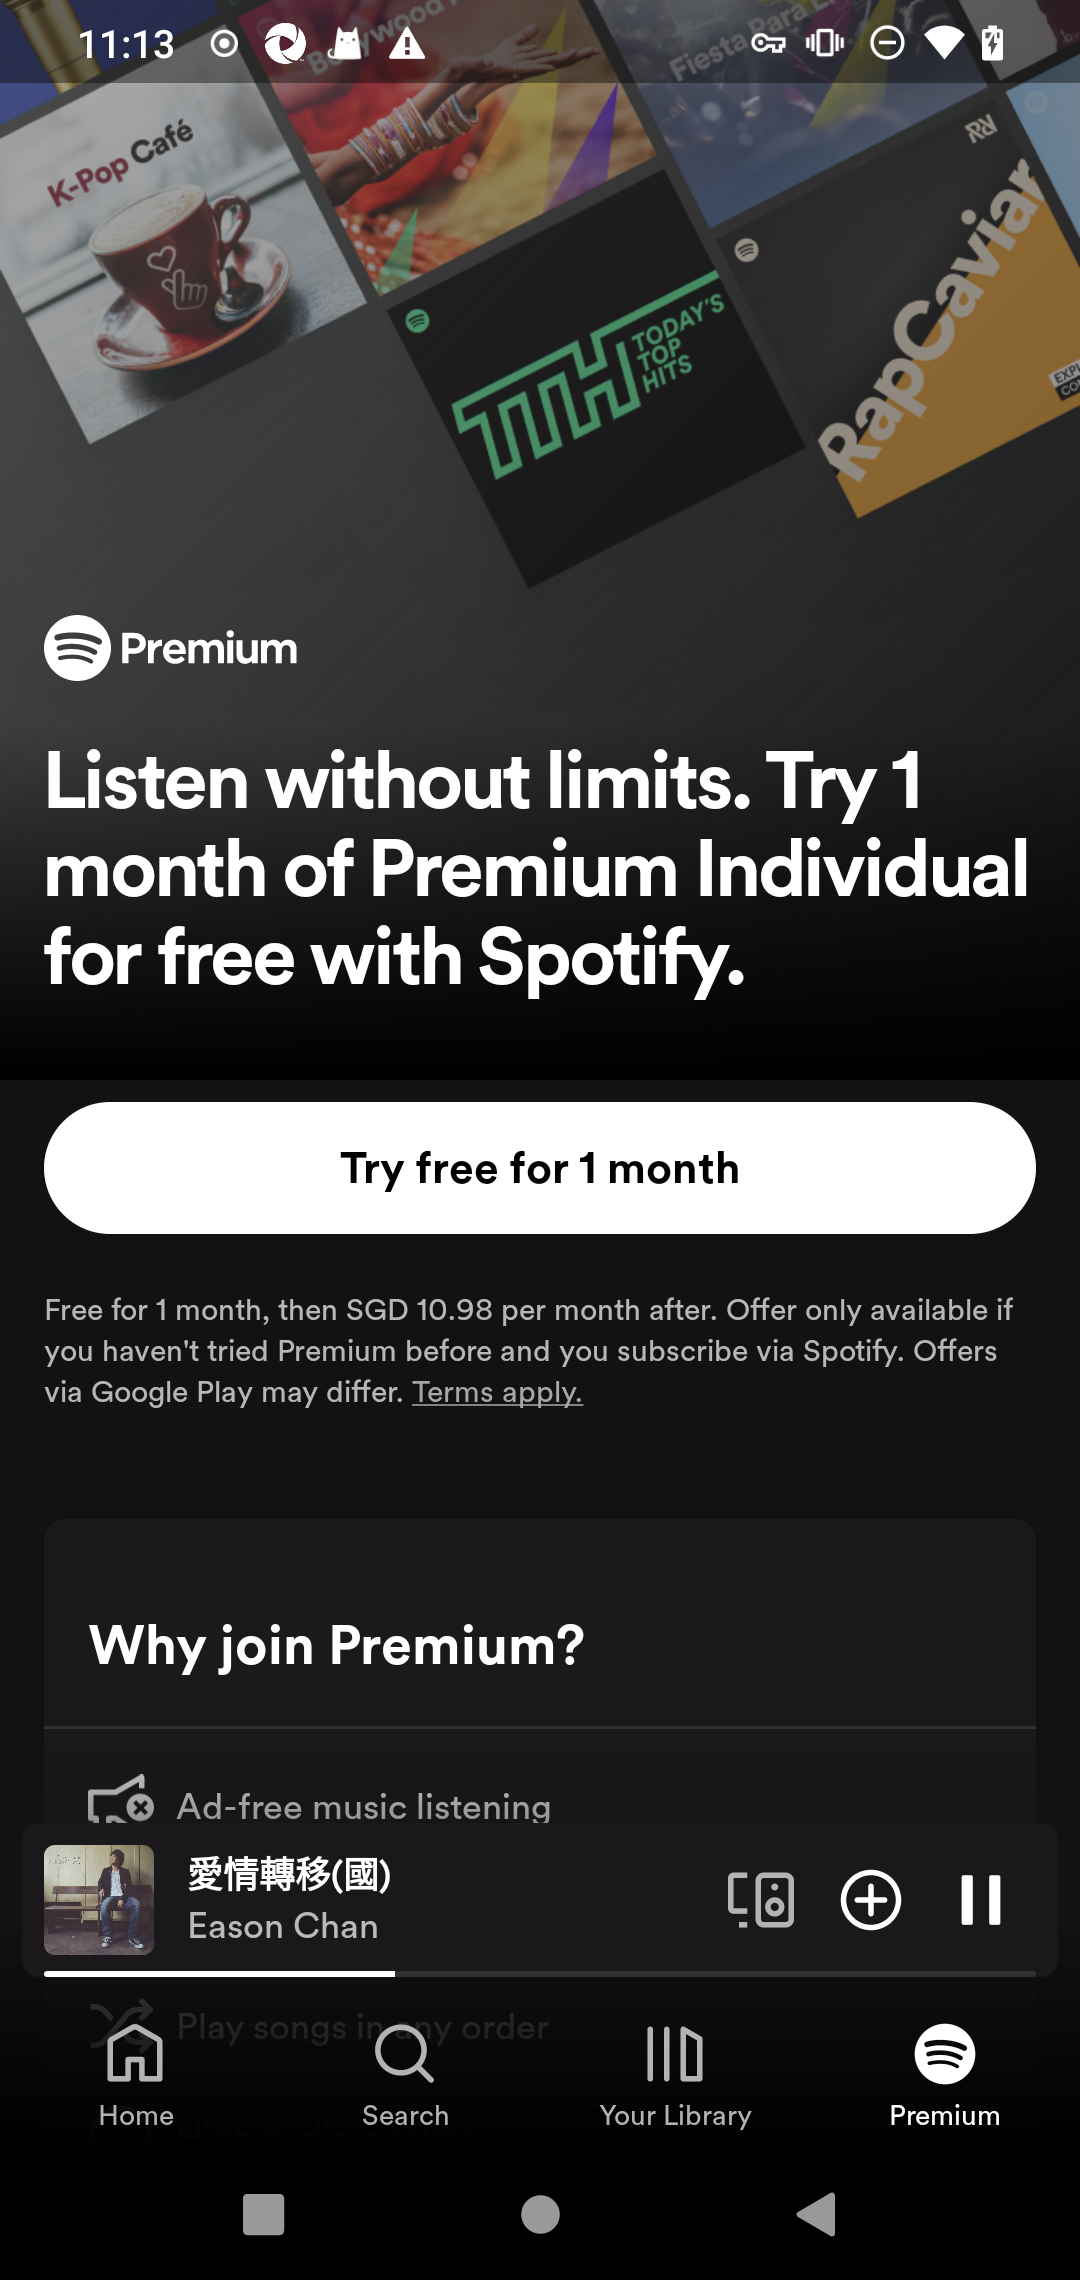 11:13
Bollywood
Fiesta Para
K-Pop Café
TTH TODAY'S
TOP
HITS
RapCaviar
Premium
Listen without limits. Try 1
month of Premium Individual
for free with Spotify.
Try free for 1 month
Free for 1 month, then SGD 10.98 per month after. Offer only available if
you haven't tried Premium before and you subscribe via Spotify. Offers
via Google Play may differ. Terms apply.
Why join Premium?
Ad-free music listening
愛情轉移(國)
Eason Chan
Play songs in any order
Home
Search
Your Library
Premium
High audio quality